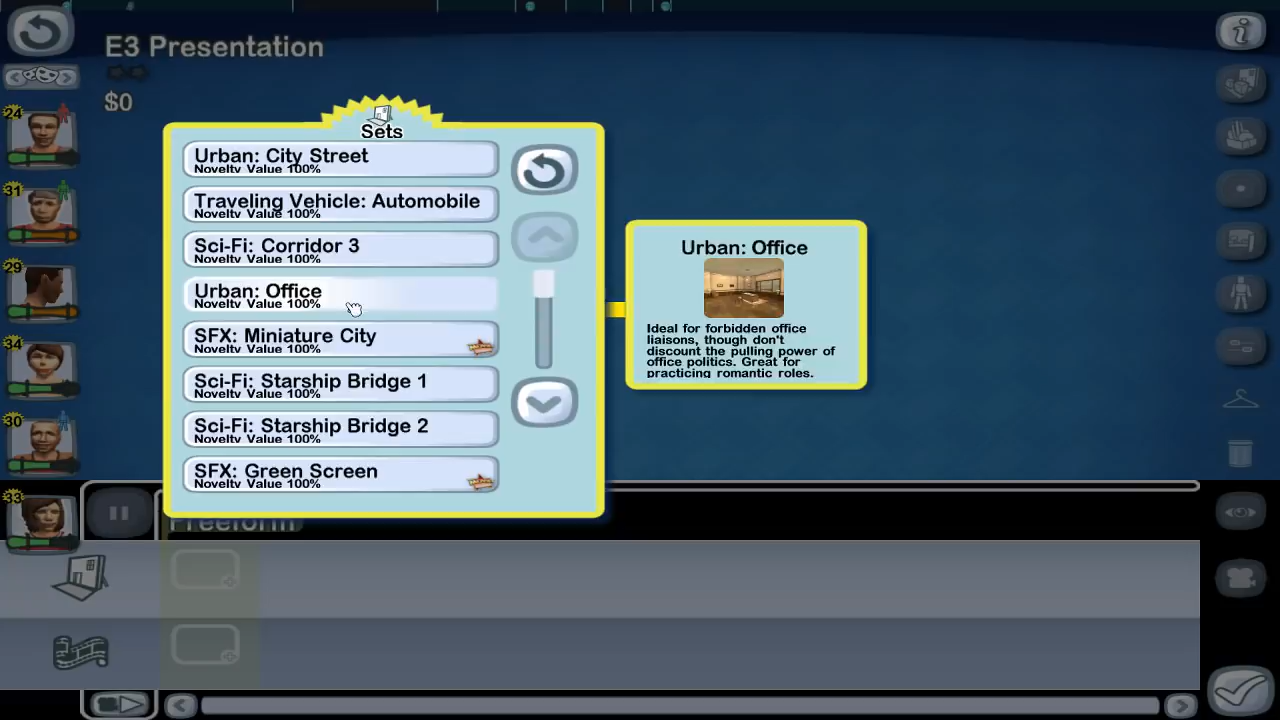 E3 Presentation
$0
24
31
29
34
30
33
Sets
Urban: City Street
Novelty Value 100%
Traveling Vehicle: Automobile
Novelty Value 100%
Sci-Fi: Corridor 3
Novelty Value 100%
Urban: Office
Novelty Value 100%
SFX: Miniature City
Novelty Value 100%
Sci-Fi: Starship Bridge 1
Novelty Value 100%
Sci-Fi: Starship Bridge 2
Novelty Value 100%
SFX: Green Screen
Novelty Value 100%
Urban: Office
Ideal for forbidden office
liaisons, though don't
discount the pulling power of
office politics. Great for
practicing romantic roles.
Freeform